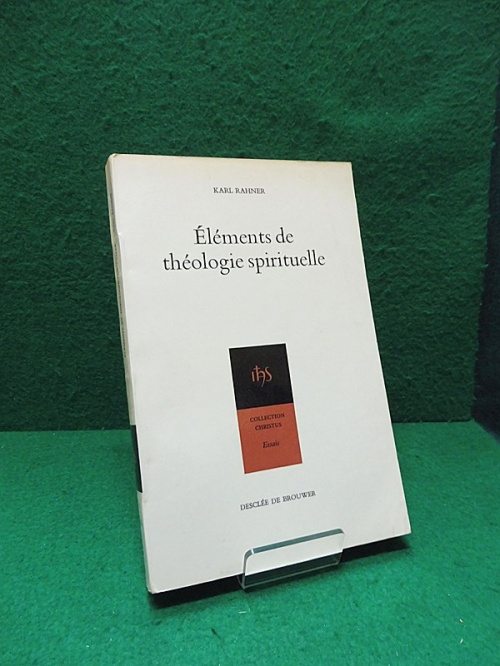 KARL RAHNER
Éléments de
théologie spirituelle
ihs
COLLECTION
CHRISTUS
Essais
DESCLÉE DE BROUWER